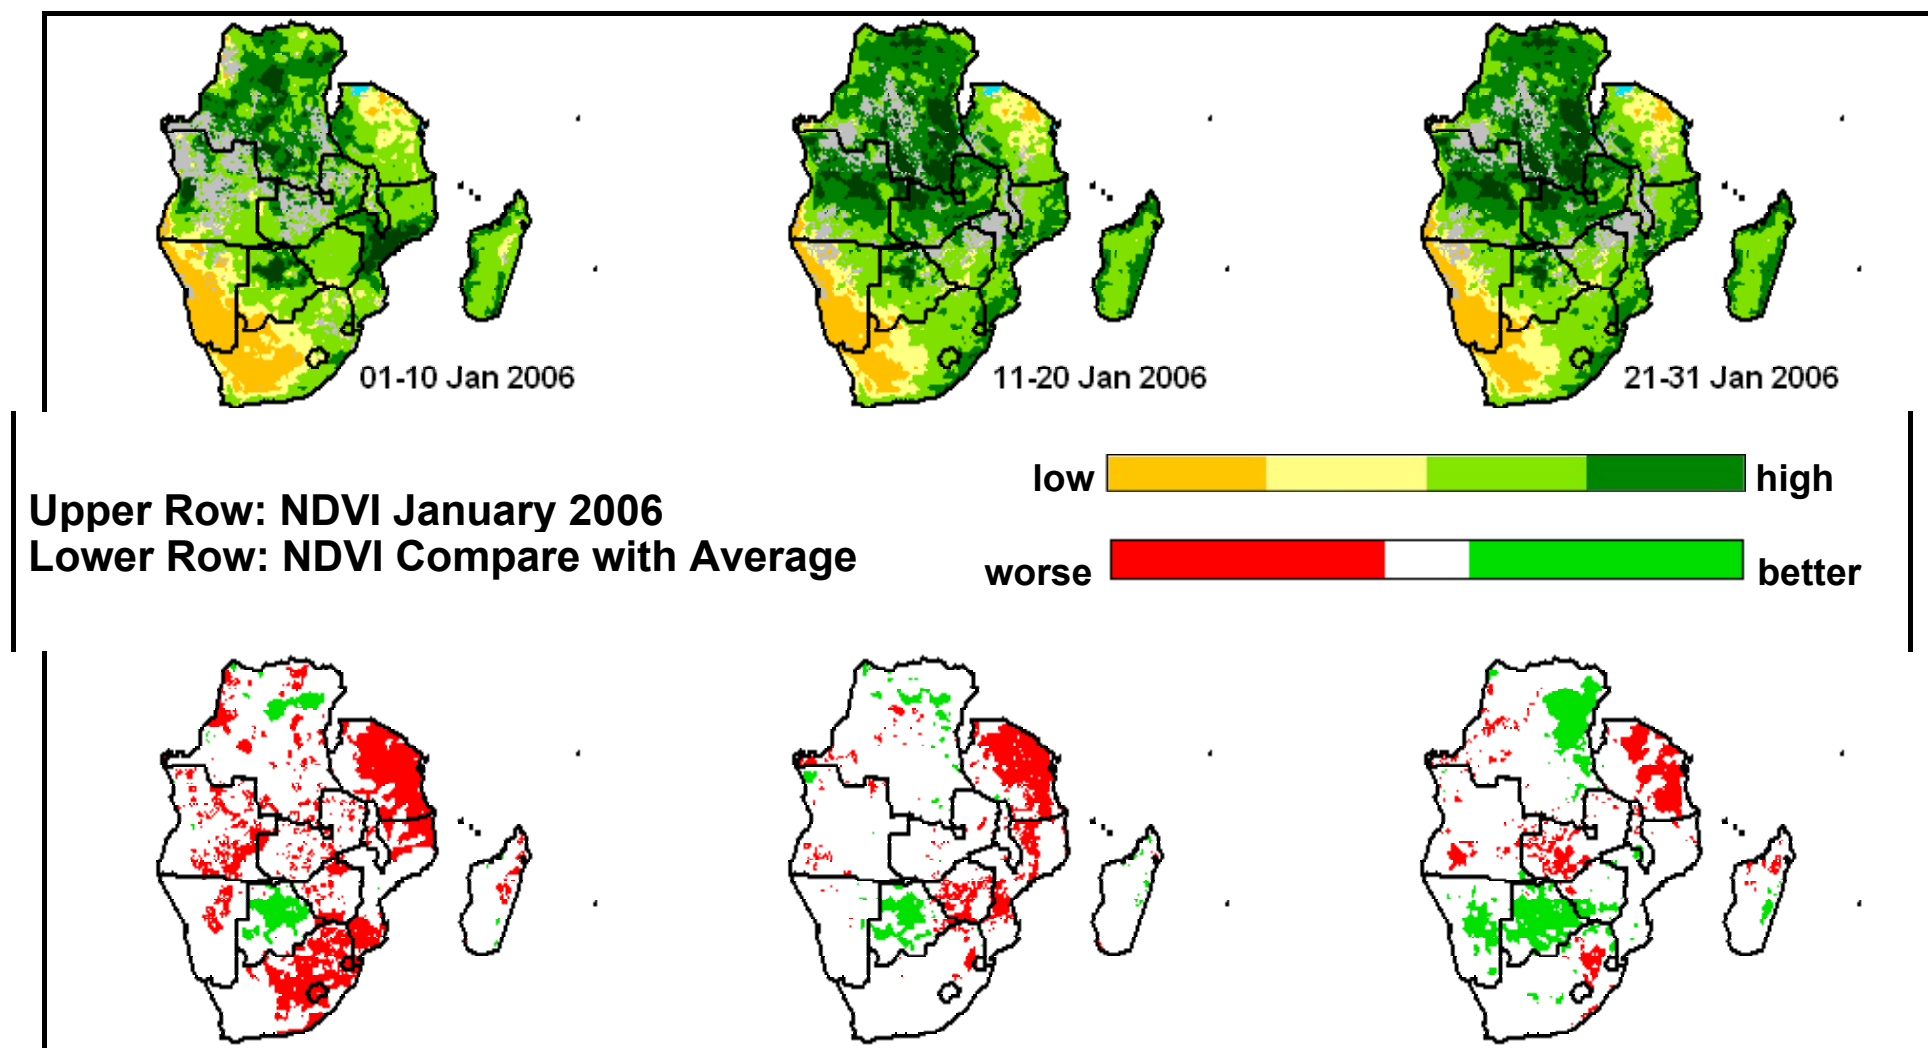 01-10 Jan 2006
11-20 Jan 2006
21-31 Jan 2006
low
high
Upper Row: NDVI January 2006
Lower Row: NDVI Compare with Average
worse
better